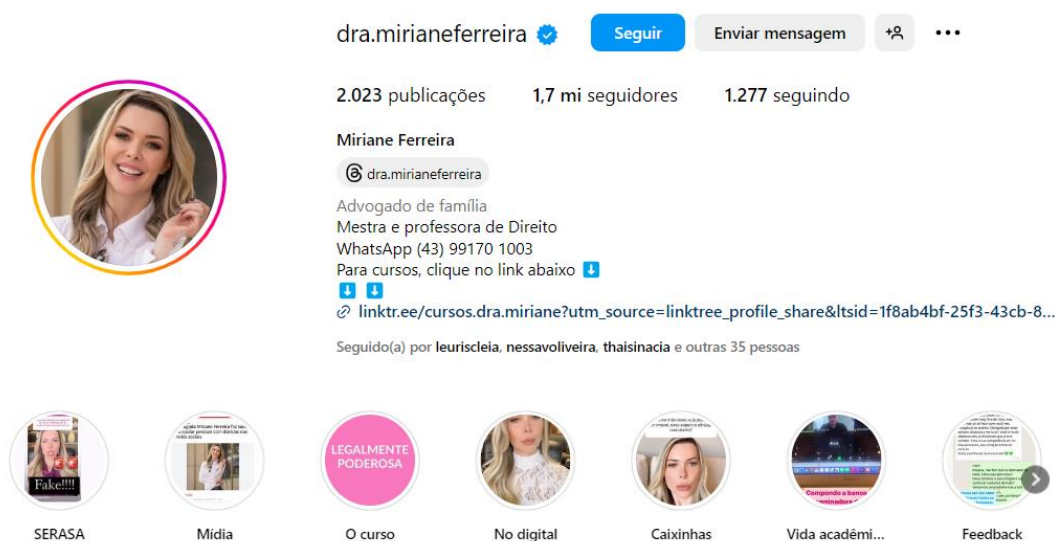 dra.mirianeferreira
Seguir
Enviar mensagem
2.023 publicações
1,7 mi seguidores
1.277 seguindo
Miriane Ferreira
dra.mirianeferreira
Advogado de família
Mestra e professora de Direito
WhatsApp (43) 99170 1003
Para cursos, clique no link abaixo ⬇️
⬇️ ⬇️
linktr.ee/cursos.dra.miriane?utm_source=linktree_profile_share&ltsid=1f8ab4bf-25f3-43cb-8...
Seguido(a) por leuriscleia, nessavoliveira, thaisinacia e outras 35 pessoas
Fake!!!!
LEGALMENTE
PODEROSA
Compondo a banca
SERASA
Mídia
O curso
No digital
Caixinhas
Vida acadêmi...
Feedback